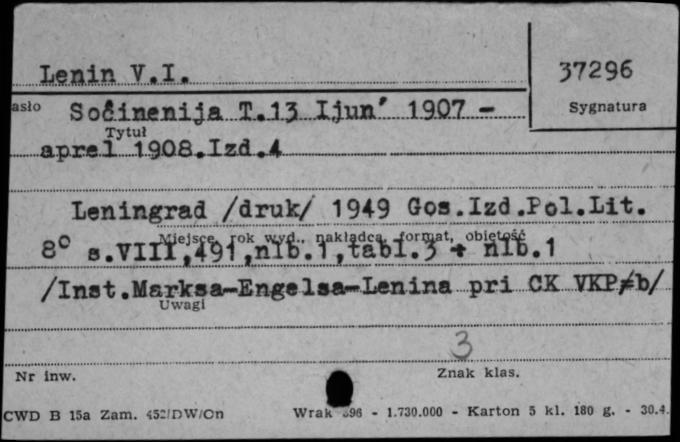 Lenin V.I.
37296
asło
Sygnatura
Sočinenija T.13 Ijun' 1907 -
Tytuł
aprel 1908.Izd.4
Leningrad /druk/ 1949 Gos.Izd.Pol.Lit.
Miejsce, rok wyd., nakładca, format, objętość
8° s.VIII,491,nlb.1,tabl.3 + nlb.1
/Inst.Marksa-Engelsa-Lenina pri CK VKP/b/
Uwagi
3
Nr inw.
Znak klas.
CWD B 15a Zam. 452/DW/On Wrak 896 - 1.730.000 - Karton 5 kl. 180 g. - 30.4.